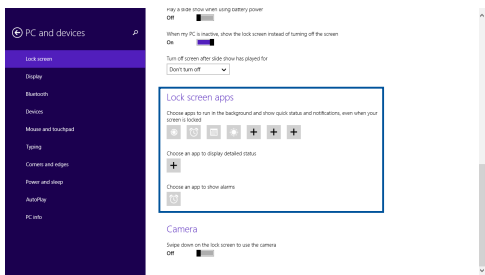 PC and devices
Lock screen
Display
Bluetooth
Devices
Mouse and touchpad
Typing
Corners and edges
Power and sleep
AutoPlay
PC info
Play a slide show when using battery power
Off
When my PC is inactive, show the lock screen instead of turning off the screen
On
Turn off screen after slide show has played for
Don't turn off
Lock screen apps
Choose apps to run in the background and show quick status and notifications, even when your
screen is locked
Choose an app to display detailed status
Choose an app to show alarms
Camera
Swipe down on the lock screen to use the camera
Off